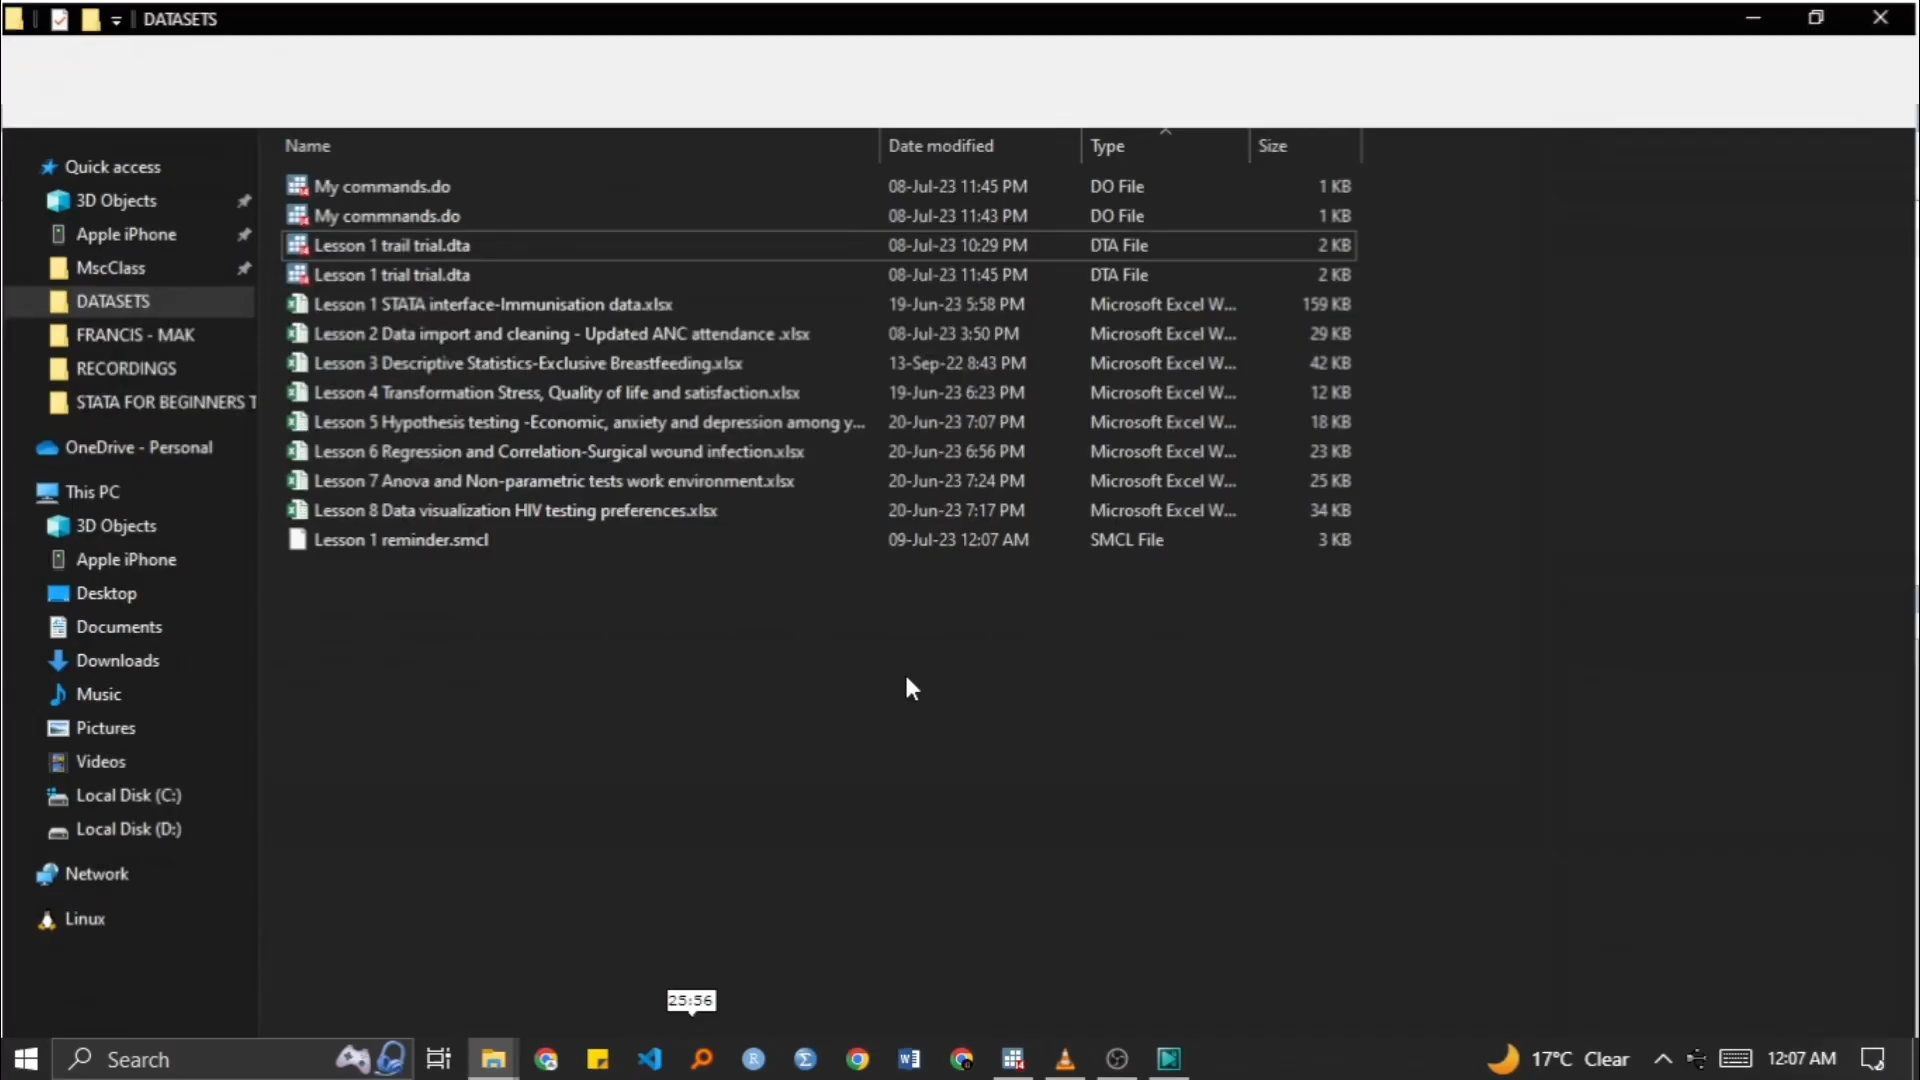 DATASETS
Name Date modified Type Size
Quick access
3D Objects
Apple iPhone
MscClass
DATASETS
FRANCIS - MAK
RECORDINGS
STATA FOR BEGINNERS T
OneDrive - Personal
This PC
3D Objects
Apple iPhone
Desktop
Documents
Downloads
Music
Pictures
Videos
Local Disk (C:)
Local Disk (D:)
Network
Linux
My commands.do 08-Jul-23 11:45 PM DO File 1 KB
My commnands.do 08-Jul-23 11:43 PM DO File 1 KB
Lesson 1 trail trial.dta 08-Jul-23 10:29 PM DTA File 2 KB
Lesson 1 trial trial.dta 08-Jul-23 11:45 PM DTA File 2 KB
Lesson 1 STATA interface-Immunisation data.xlsx 19-Jun-23 5:58 PM Microsoft Excel W... 159 KB
Lesson 2 Data import and cleaning - Updated ANC attendance .xlsx 08-Jul-23 3:50 PM Microsoft Excel W... 29 KB
Lesson 3 Descriptive Statistics-Exclusive Breastfeeding.xlsx 13-Sep-22 8:43 PM Microsoft Excel W... 42 KB
Lesson 4 Transformation Stress, Quality of life and satisfaction.xlsx 19-Jun-23 6:23 PM Microsoft Excel W... 12 KB
Lesson 5 Hypothesis testing -Economic, anxiety and depression among y... 20-Jun-23 7:07 PM Microsoft Excel W... 18 KB
Lesson 6 Regression and Correlation-Surgical wound infection.xlsx 20-Jun-23 6:56 PM Microsoft Excel W... 23 KB
Lesson 7 Anova and Non-parametric tests work environment.xlsx 20-Jun-23 7:24 PM Microsoft Excel W... 25 KB
Lesson 8 Data visualization HIV testing preferences.xlsx 20-Jun-23 7:17 PM Microsoft Excel W... 34 KB
Lesson 1 reminder.smcl 09-Jul-23 12:07 AM SMCL File 3 KB
25:56
Search 17°C Clear 12:07 AM